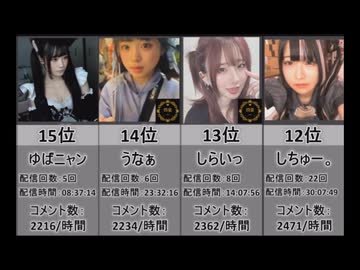 15位
ゆばニャン
配信回数: 5回
配信時間: 08:37:14
コメント数:
2216/時間
14位
うなぁ
配信回数: 6回
配信時間: 23:32:16
コメント数:
2234/時間
13位
しらいっ
配信回数: 8回
配信時間: 14:07:56
コメント数:
2362/時間
12位
しちゅー。
配信回数: 22回
配信時間: 30:07:49
コメント数:
2471/時間